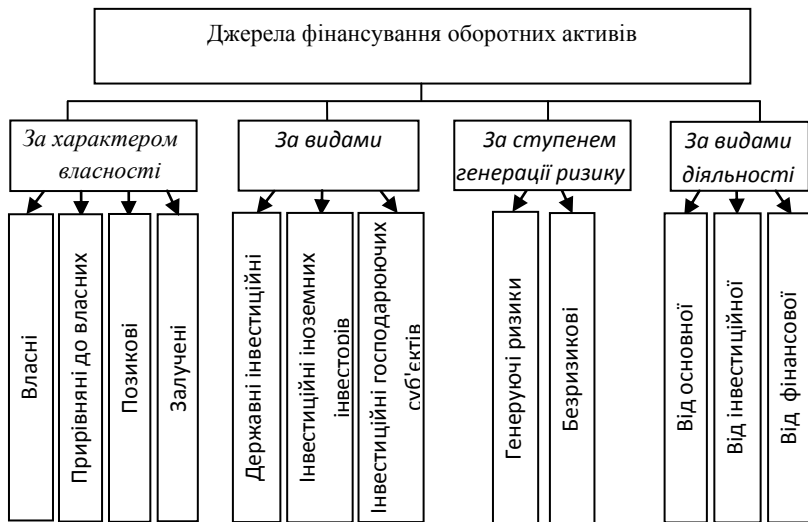 Джерела фінансування оборотних активів
За характером
власності
За видами
За ступенем
генерації ризику
За видами
діяльності
Власні
Прирівняні до власних
Позикові
Залучені
Державні інвестиційні
Інвестиційні іноземних
інвесторів
Інвестиційні господарюючих
суб'єктів
Генеруючі ризики
Безризикові
Від основної
Від інвестиційної
Від фінансової